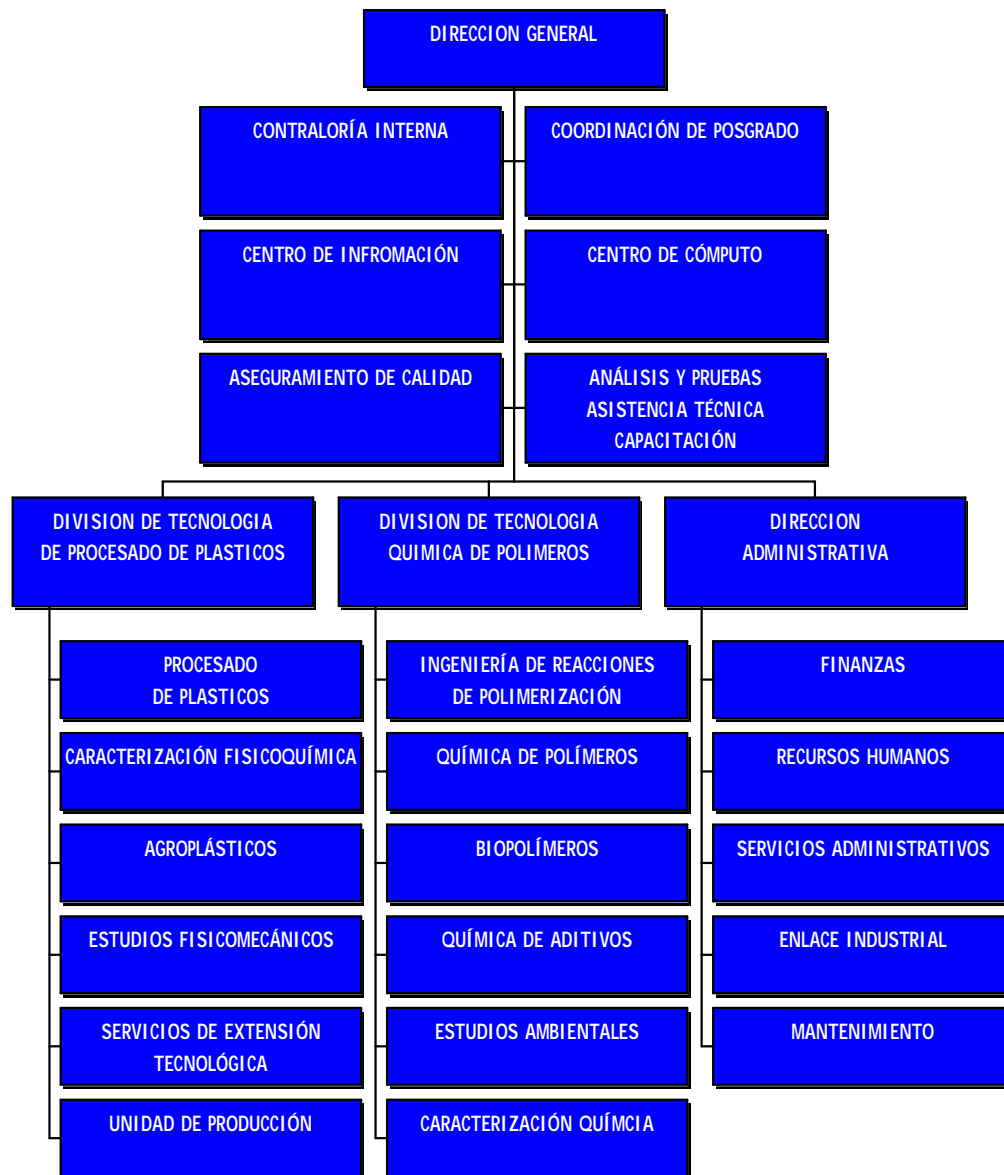 DIRECCION GENERAL
CONTRALORÍA INTERNA
COORDINACIÓN DE POSGRADO
CENTRO DE INFROMACIÓN
CENTRO DE CÓMPUTO
ASEGURAMIENTO DE CALIDAD
ANÁLISIS Y PRUEBAS
ASISTENCIA TÉCNICA
CAPACITACIÓN
DIVISION DE TECNOLOGIA
DE PROCESADO DE PLASTICOS
DIVISION DE TECNOLOGIA
QUIMICA DE POLIMEROS
DIRECCION
ADMINISTRATIVA
PROCESADO
DE PLASTICOS
CARACTERIZACIÓN FISICOQUÍMICA
AGROPLÁSTICOS
ESTUDIOS FISICOMECÁNICOS
SERVICIOS DE EXTENSIÓN
TECNOLÓGICA
UNIDAD DE PRODUCCIÓN
INGENIERÍA DE REACCIONES
DE POLIMERIZACIÓN
QUÍMICA DE POLÍMEROS
BIOPOLÍMEROS
QUÍMICA DE ADITIVOS
ESTUDIOS AMBIENTALES
CARACTERIZACIÓN QUÍMCIA
FINANZAS
RECURSOS HUMANOS
SERVICIOS ADMINISTRATIVOS
ENLACE INDUSTRIAL
MANTENIMIENTO